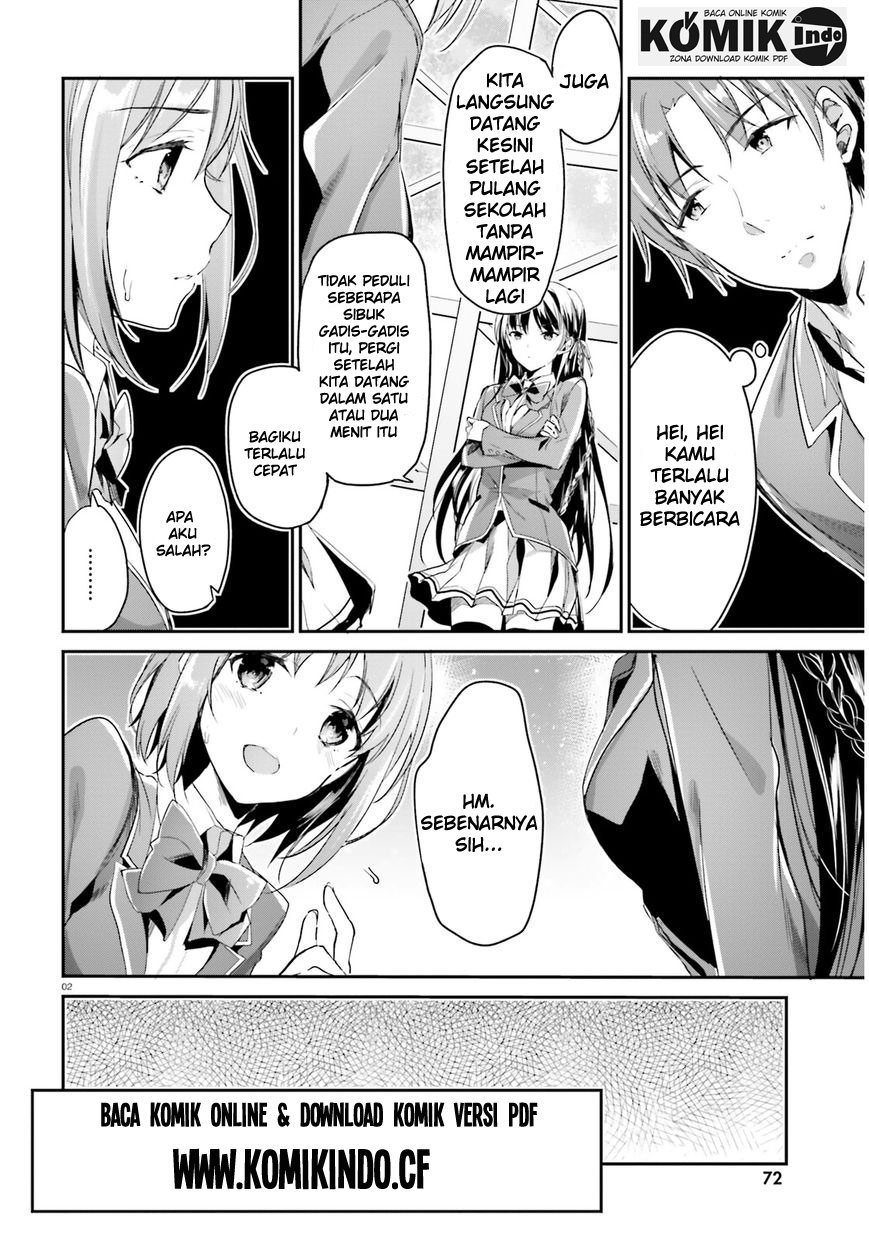 BACA ONLINE KOMIK
KOMIK Indo
ZONA DOWNLOAD KOMIK PDF
HEI, HEI
KAMU
TERLALU
BANYAK
BERBICARA
JUGA
KITA
LANGSUNG
DATANG
KESINI
SETELAH
PULANG
SEKOLAH
TANPA
MAMPIR-
MAMPIR
LAGI
TIDAK PEDULI
SEBERAPA
SIBUK
GADIS-GADIS
ITU, PERGI
SETELAH
KITA DATANG
DALAM SATU
ATAU DUA
MENIT ITU
BAGIKU
TERLALU
CEPAT
APA
AKU
SALAH?
.........
HM.
SEBENARNYA
SIH...
02
BACA KOMIK ONLINE & DOWNLOAD KOMIK VERSI PDF
WWW.KOMIKINDO.CF
72